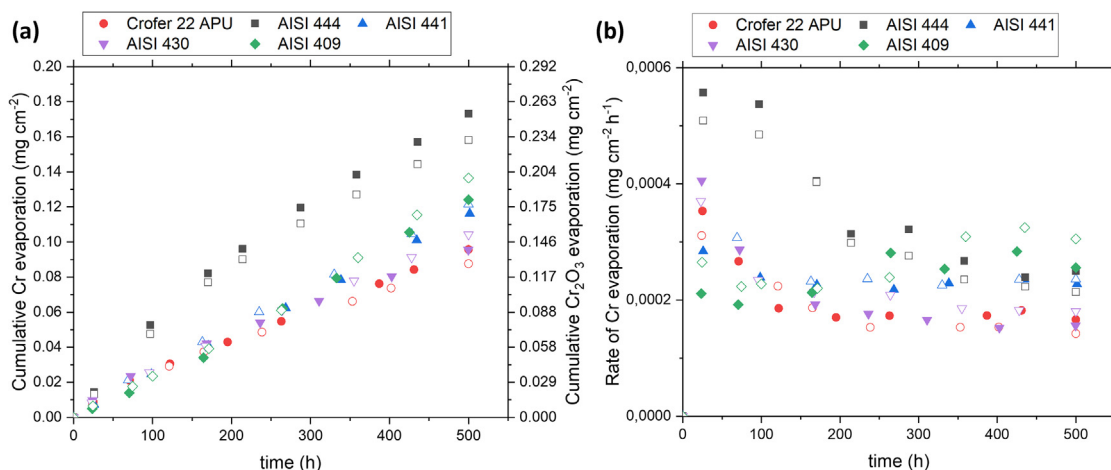 (a)
Crofer 22 APU AISI 444 AISI 441
AISI 430 AISI 409
Cumulative Cr evaporation (mg cm⁻²)
0.20
0.18
0.16
0.14
0.12
0.10
0.08
0.06
0.04
0.02
0.00
0.292
0.263
0.234
0.204
0.175
0.146
0.117
0.088
0.058
0.029
0.000
Cumulative Cr₂O₃ evaporation (mg cm⁻²)
0 100 200 300 400 500
time (h)
(b)
Crofer 22 APU AISI 444 AISI 441
AISI 430 AISI 409
Rate of Cr evaporation (mg cm⁻² h⁻¹)
0,0006
0,0004
0,0002
0,0000
0 100 200 300 400 500
time (h)